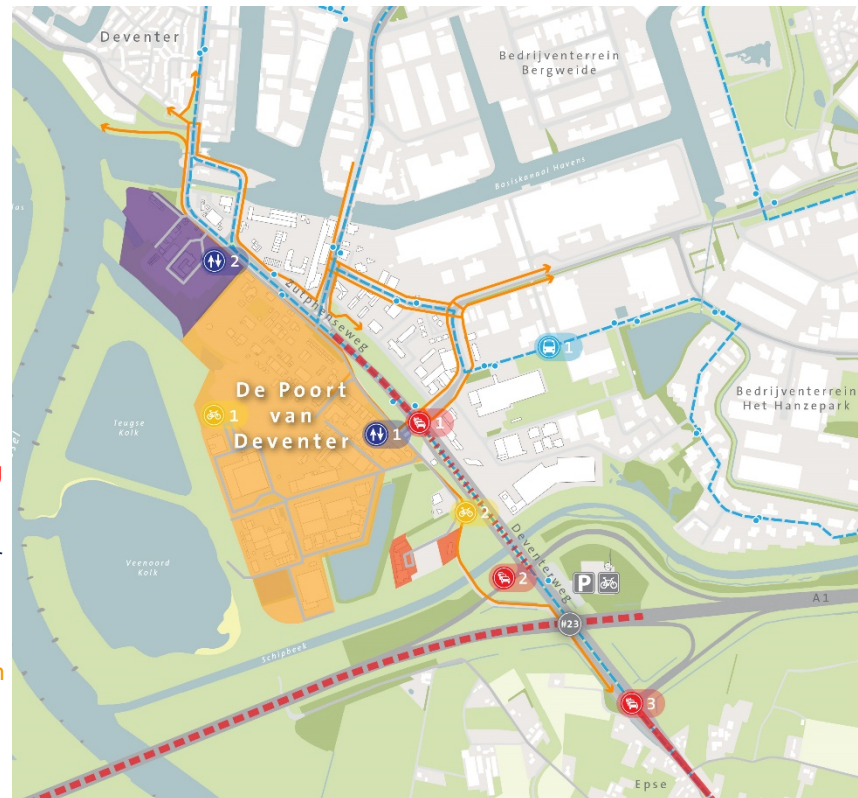 Deventer
Bedrijventerrein
Bergweide
Basiskanaal Havens
2
Zutphenseweg
1
De Poort
van
Deventer
1
1
1
Bedrijventerrein
Het Hanzepark
Teugse
Kolk
2
Deventerweg
Veenoord
Kolk
2
P
A1
#23
Schipbeek
3
Epse